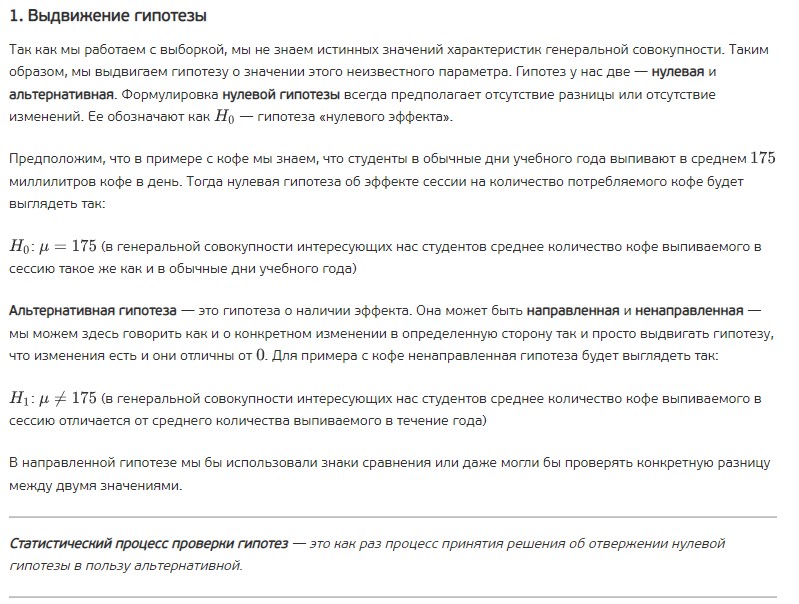 1. Выдвижение гипотезы
Так как мы работаем с выборкой, мы не знаем истинных значений характеристик генеральной совокупности. Таким
образом, мы выдвигаем гипотезу о значении этого неизвестного параметра. Гипотез у нас две — нулевая и
альтернативная. Формулировка нулевой гипотезы всегда предполагает отсутствие разницы или отсутствие
изменений. Ее обозначают как H₀ — гипотеза «нулевого эффекта».
Предположим, что в примере с кофе мы знаем, что студенты в обычные дни учебного года выпивают в среднем 175
миллилитров кофе в день. Тогда нулевая гипотеза об эффекте сессии на количество потребляемого кофе будет
выглядеть так:
H₀: μ = 175 (в генеральной совокупности интересующих нас студентов среднее количество кофе выпиваемого в
сессию такое же как и в обычные дни учебного года)
Альтернативная гипотеза — это гипотеза о наличии эффекта. Она может быть направленная и ненаправленная —
мы можем здесь говорить как и о конкретном изменении в определенную сторону так и просто выдвигать гипотезу,
что изменения есть и они отличны от 0. Для примера с кофе ненаправленная гипотеза будет выглядеть так:
H₁: μ ≠ 175 (в генеральной совокупности интересующих нас студентов среднее количество кофе выпиваемого в
сессию отличается от среднего количества выпиваемого в течение года)
В направленной гипотезе мы бы использовали знаки сравнения или даже могли бы проверять конкретную разницу
между двумя значениями.
Статистический процесс проверки гипотез — это как раз процесс принятия решения об отвержении нулевой
гипотезы в пользу альтернативной.